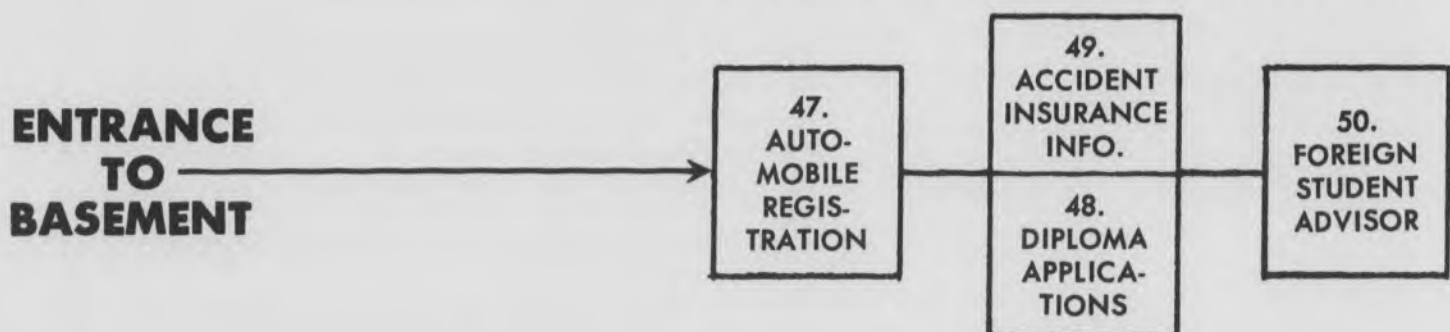 ENTRANCE
TO
BASEMENT
47.
AUTO-
MOBILE
REGIS-
TRATION
49.
ACCIDENT
INSURANCE
INFO.
48.
DIPLOMA
APPLICA-
TIONS
50.
FOREIGN
STUDENT
ADVISOR